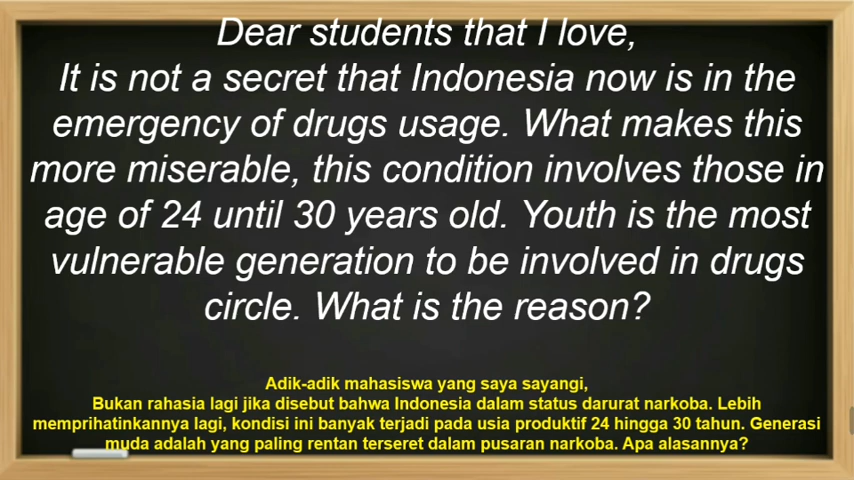 Dear students that I love,
It is not a secret that Indonesia now is in the
emergency of drugs usage. What makes this
more miserable, this condition involves those in
age of 24 until 30 years old. Youth is the most
vulnerable generation to be involved in drugs
circle. What is the reason?
Adik-adik mahasiswa yang saya sayangi,
Bukan rahasia lagi jika disebut bahwa Indonesia dalam status darurat narkoba. Lebih
memprihatinkannya lagi, kondisi ini banyak terjadi pada usia produktif 24 hingga 30 tahun. Generasi
muda adalah yang paling rentan terseret dalam pusaran narkoba. Apa alasannya?